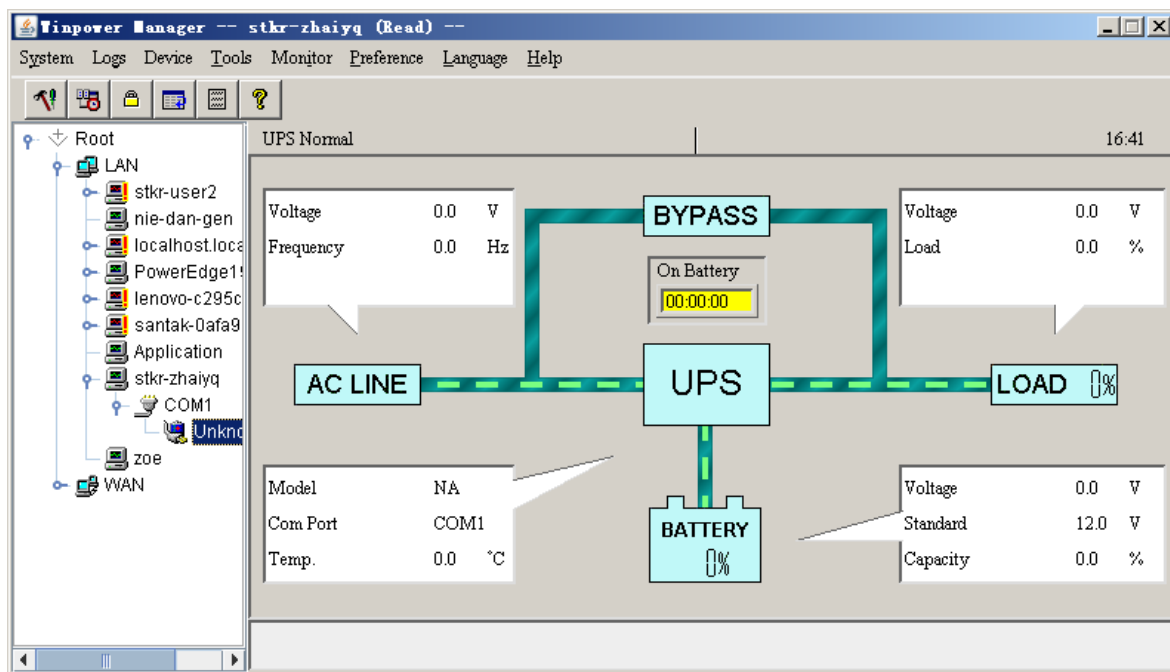 Winpower Manager -- stkr-zhaiyq (Read) --
System Logs Device Tools Monitor Preference Language Help
Root
LAN
stkr-user2
nie-dan-gen
localhost.loca
PowerEdge1
lenovo-c295c
santak-0afa9
Application
stkr-zhaiyq
COM1
Unkno
zoe
WAN
UPS Normal 16:41
Voltage 0.0 V
Frequency 0.0 Hz
BYPASS
On Battery
00:00:00
Voltage 0.0 V
Load 0.0 %
AC LINE
UPS
LOAD 0%
Model NA
Com Port COM1
Temp. 0.0 °C
BATTERY
0%
Voltage 0.0 V
Standard 12.0 V
Capacity 0.0 %